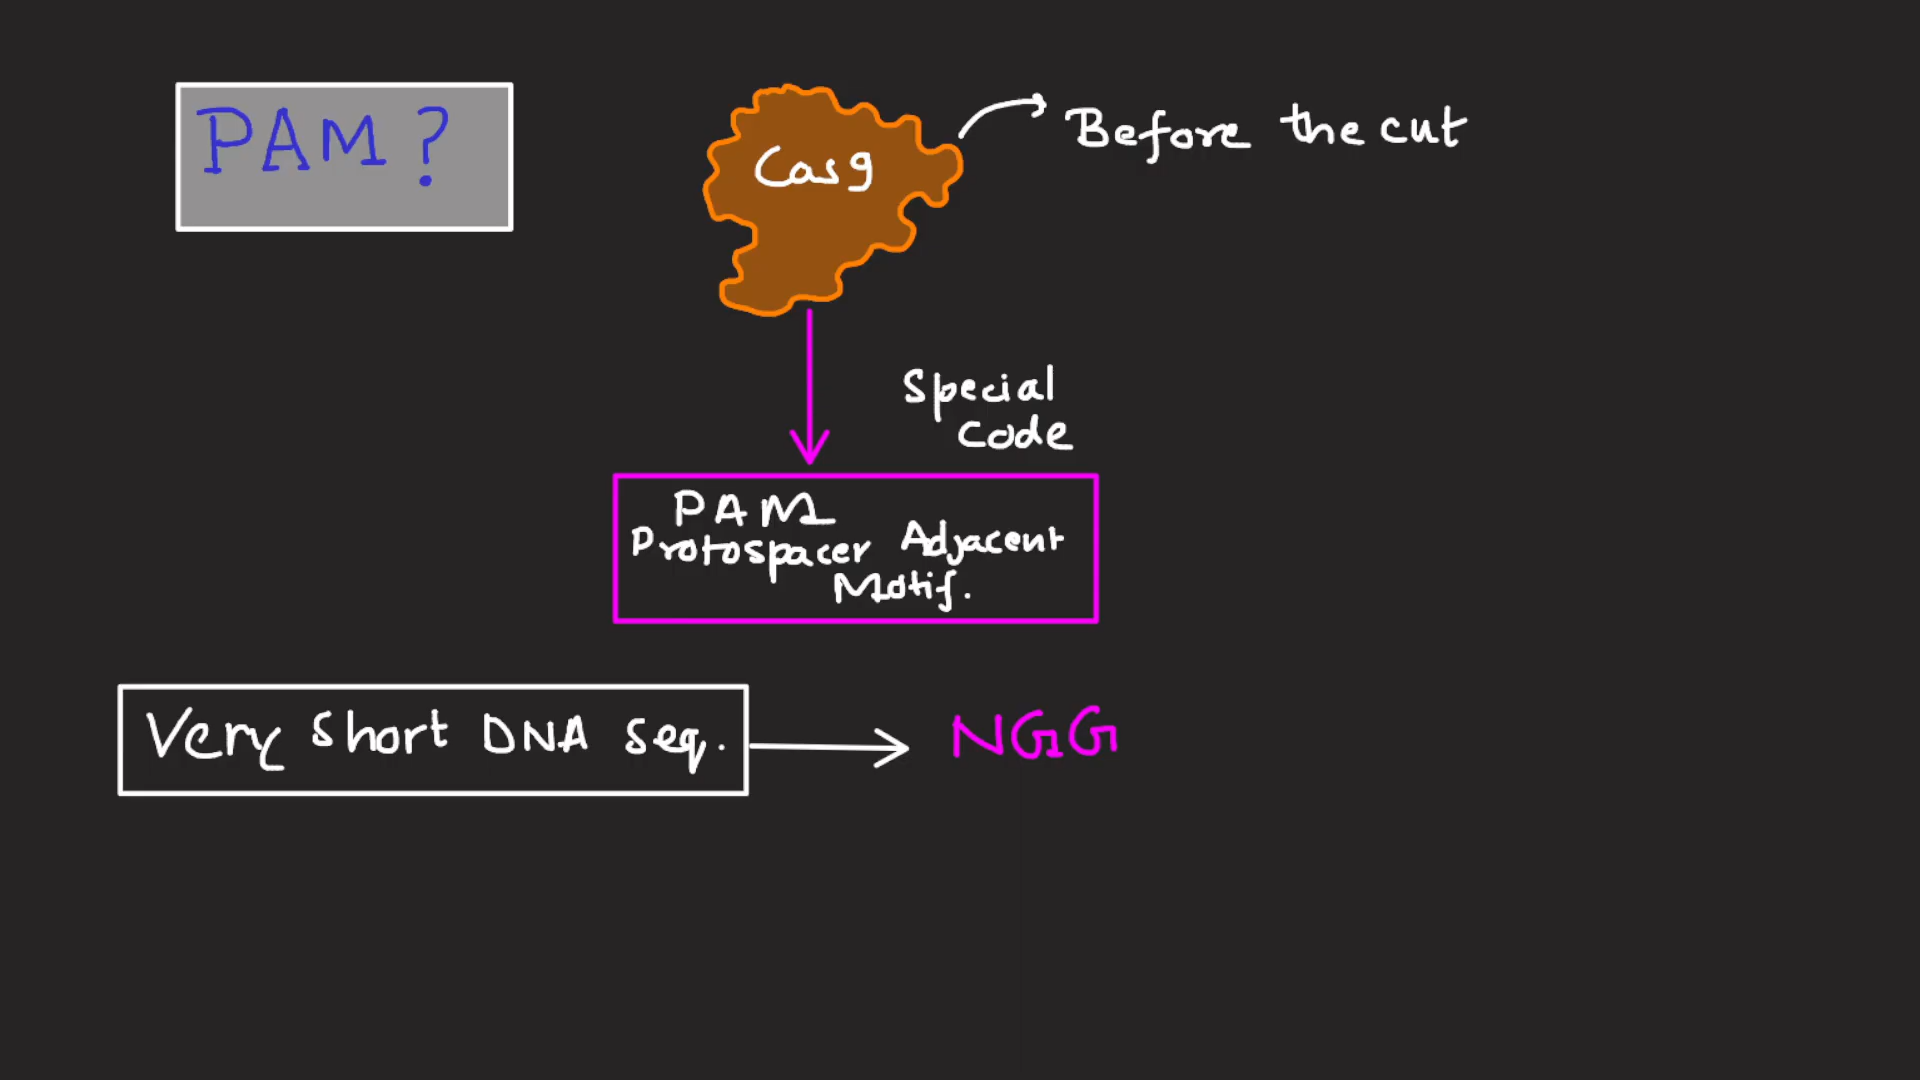 PAM?
Cas9
Before the cut
Special
Code
PAM
Protospacer Adjacent
Motif.
Very Short DNA Seq.
NGG